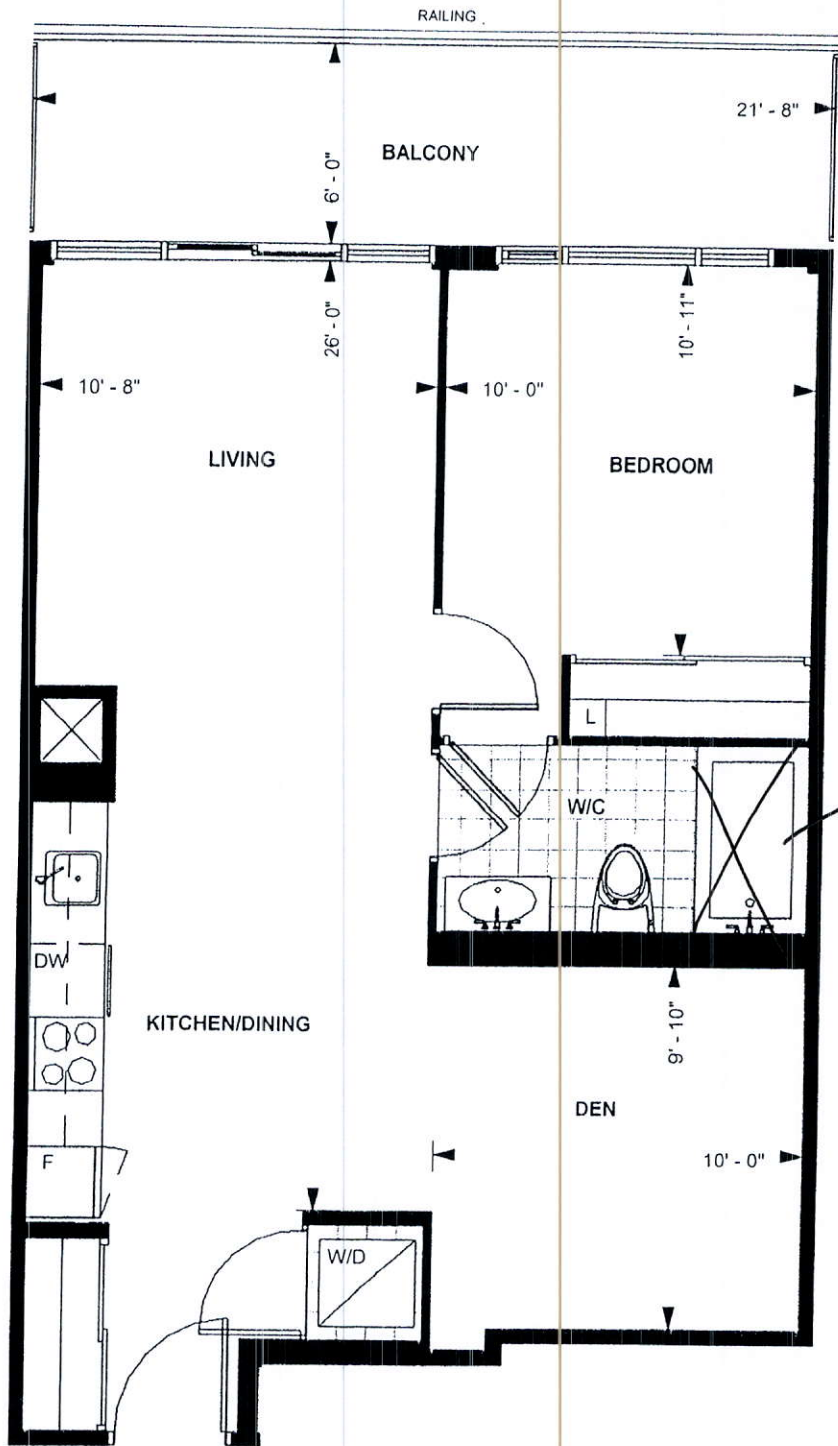 RAILING
21' - 8"
BALCONY
6' - 0"
26' - 0"
10' - 11"
10' - 8"
10' - 0"
LIVING
BEDROOM
L
W/C
DW
9' - 10"
KITCHEN/DINING
DEN
F
10' - 0"
W/D